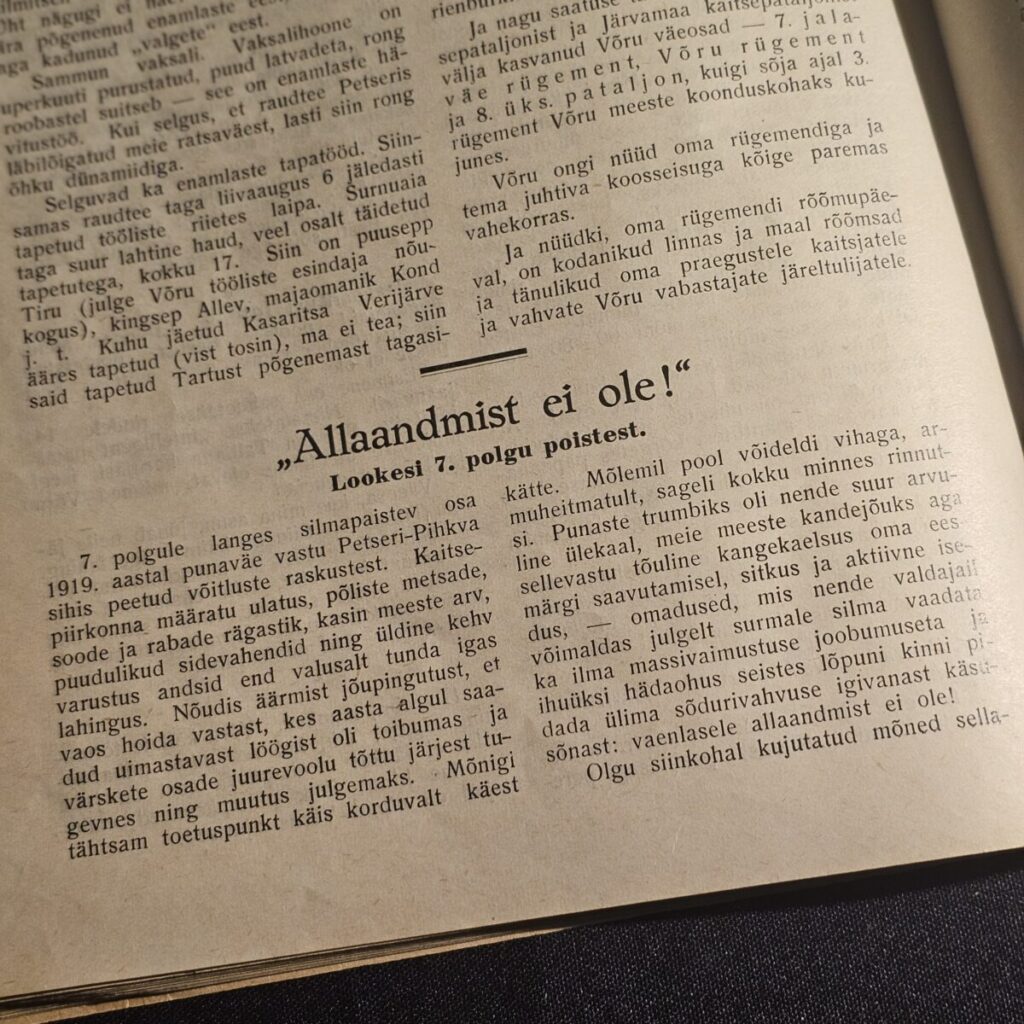 Oht nägugi ei
ära põgenenud enamlaste
aga kadunud „valgete“ eest.
Sammun vaksali. Vaksalihoone on
uperkuuti purustatud, puud latvadeta, rong
roobastel suitseb — see on enamlaste hä-
vitustöö. Kui selgus, et raudtee Petseris
läbilõigatud meie ratsaväest, lasti siin rong
õhku dünamiidiga.
Selguvad ka enamlaste tapatööd. Siin-
samas raudtee taga liivaaugus 6 jäledasti
tapetud tööliste riietes laipa. Surnuaia
taga suur lahtine haud, veel osalt täidetud
tapetutega, kokku 17. Siin on puusepp
Tiru (julge Võru tööliste esindaja nõu-
kogus), kingsep Allev, majaomanik Kond
j. t. Kuhu jäetud Kasaritsa Verijärve
ääres tapetud (vist tosin), ma ei tea; siin
said tapetud Tartust põgenemast tagasi-
Ja nagu saatuse
sepataljonist ja Järvamaa kaitsepataljonist
välja kasvanud Võru väeosad — 7. jala-
väe rügement, Võru rügement
ja 8. üks. pataljon, kuigi sõja ajal 3.
rügement Võru meeste koonduskohaks ku-
junes.
Võru ongi nüüd oma rügemendiga ja
tema juhtiva koosseisuga kõige paremas
vahekorras.
Ja nüüdki, oma rügemendi rõõmupäe-
val, on kodanikud linnas ja maal rõõmsad
ja tänulikud oma praegustele kaitsjatele
ja vahvate Võru vabastajate järeltulijatele.
„Allaandmist ei ole!“
Lookesi 7. polgu poistest.
7. polgule langes silmapaistev osa
1919. aastal punaväe vastu Petseri-Pihkva
sihis peetud võitluste raskustest. Kaitse-
piirkonna määratu ulatus, põliste metsade,
soode ja rabade rägastik, kasin meeste arv,
puudulikud sidevahendid ning üldine kehv
varustus andsid end valusalt tunda igas
lahingus. Nõudis äärmist jõupingutust, et
vaos hoida vastast, kes aasta algul saa-
dud uimastavast löögist oli toibumas ja
värskete osade juurevoolu tõttu järjest tu-
gevnes ning muutus julgemaks. Mõnigi
tähtsam toetuspunkt käis korduvalt käest
kätte. Mõlemil pool võideldi vihaga, ar-
muheitmatult, sageli kokku minnes rinnut-
si. Punaste trumbiks oli nende suur arvu-
line ülekaal, meie meeste kandejõuks aga
sellevastu tõuline kangekaelsus oma ees-
märgi saavutamisel, sitkus ja aktiivne ise-
dus, — omadused, mis nende valdajail
võimaldas julgelt surmale silma vaadata
ka ilma massivaimustuse joobumuseta ja
ihuüksi hädaohus seistes lõpuni kinni pi-
dada ülima sõdurivahvuse igivanast käsu-
sõnast: vaenlasele allaandmist ei ole!
Olgu siinkohal kujutatud mõned sella-